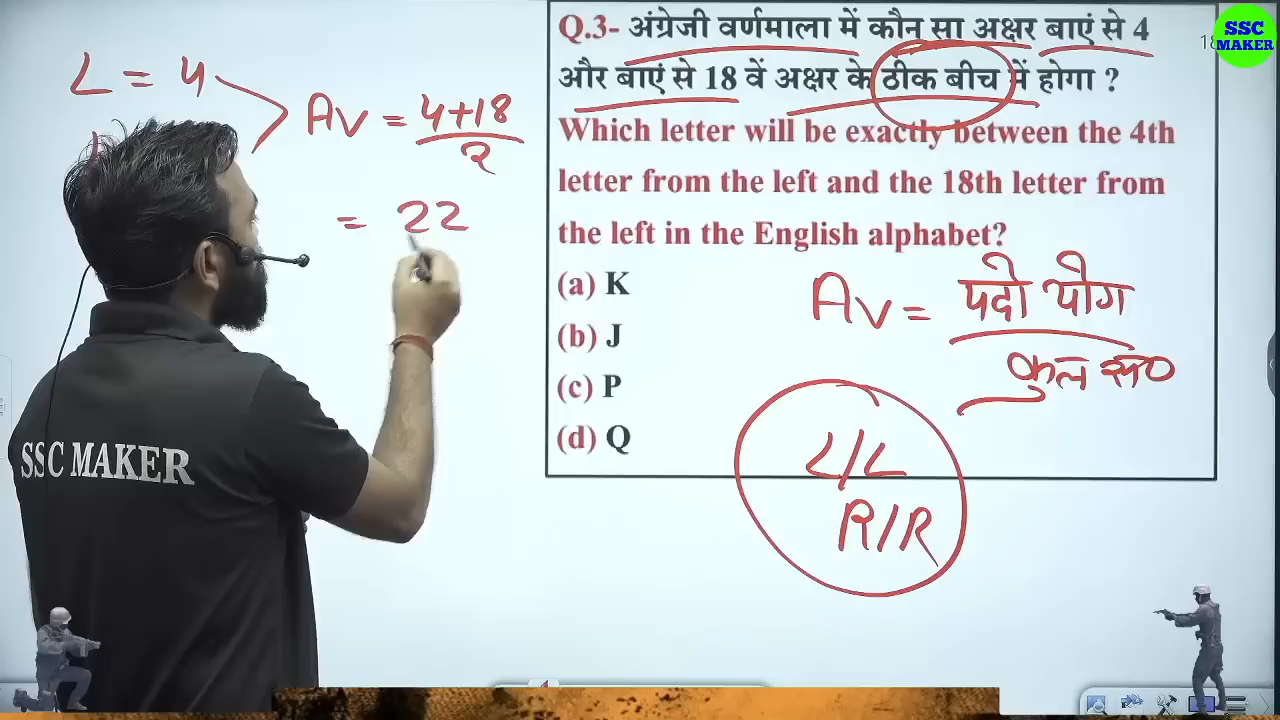 Q.3- अंग्रेजी वर्णमाला में कौन सा अक्षर बाएं से 4
और बाएं से 18 वें अक्षर के ठीक बीच में होगा ?
Which letter will be exactly between the 4th
letter from the left and the 18th letter from
the left in the English alphabet?
(a) K
(b) J
(c) P
(d) Q
L = 4
Av = 4+18
2
= 22
Av = पदो योग
कुल सं०
L/L
R/R
SSC MAKER
SSC
MAKER